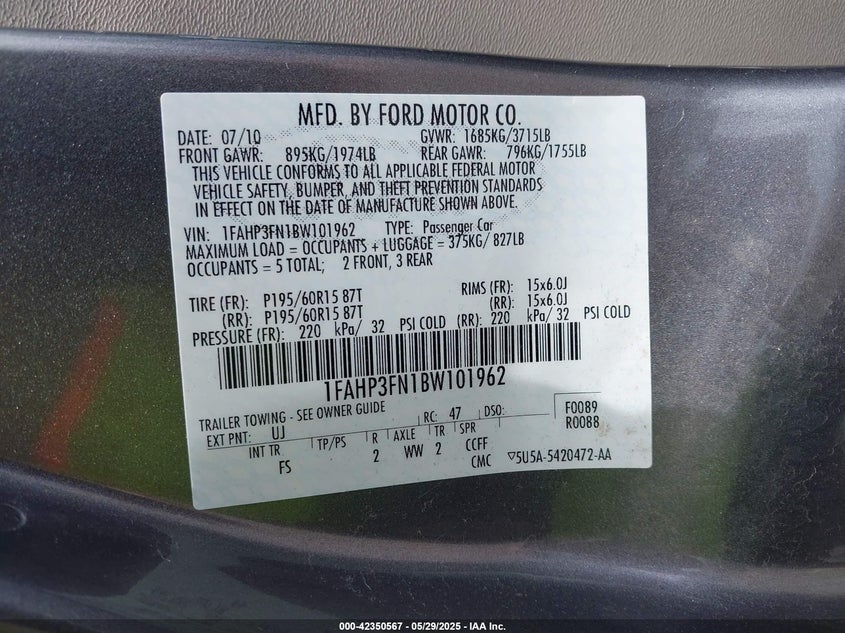 MFD. BY FORD MOTOR CO.
DATE: 07/10 GVWR: 1685KG/3715LB
FRONT GAWR: 895KG/1974LB REAR GAWR: 796KG/1755LB
THIS VEHICLE CONFORMS TO ALL APPLICABLE FEDERAL MOTOR
VEHICLE SAFETY, BUMPER, AND THEFT PREVENTION STANDARDS
IN EFFECT ON THE DATE OF MANUFACTURE SHOWN ABOVE.
VIN: 1FAHP3FN1BW101962 TYPE: Passenger Car
MAXIMUM LOAD = OCCUPANTS + LUGGAGE = 375KG/ 827LB
OCCUPANTS = 5 TOTAL; 2 FRONT, 3 REAR
TIRE (FR): P195/60R15 87T RIMS (FR): 15x6.0J
(RR): P195/60R15 87T (RR): 15x6.0J
PRESSURE (FR): 220 kPa/ 32 PSI COLD (RR): 220 kPa/ 32 PSI COLD
1FAHP3FN1BW101962
TRAILER TOWING - SEE OWNER GUIDE RC: 47 DSO: F0089
EXT PNT: UJ R0088
INT TR TP/PS R AXLE TR SPR
FS 2 WW 2 CCFF
CMC ▽5U5A-5420472-AA
000-42350567 — 05/29/2025 — IAA Inc.